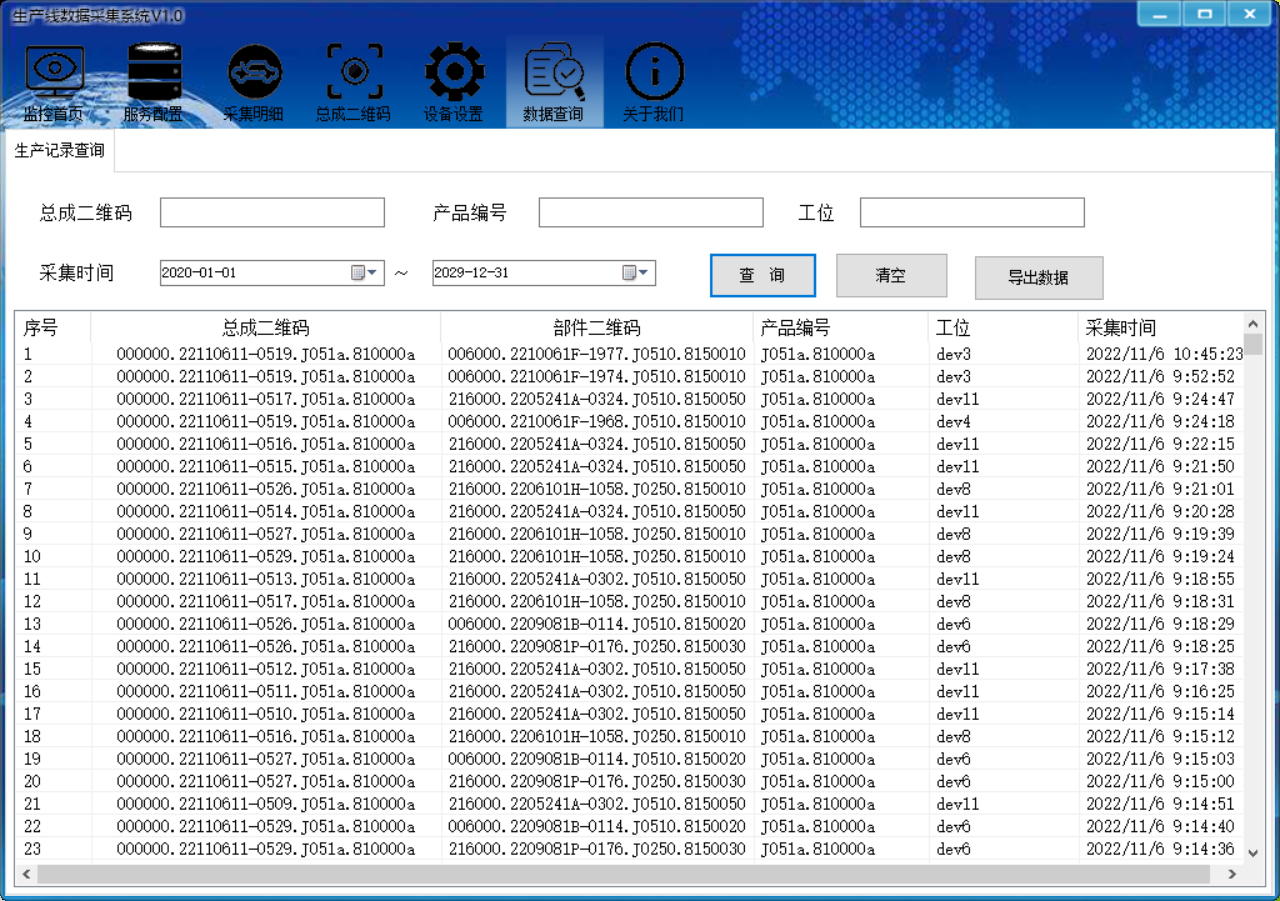 生产线数据采集系统V1.0
监控首页 服务配置 采集明细 总成二维码 设备设置 数据查询 关于我们
生产记录查询
总成二维码 产品编号 工位
采集时间 2020-01-01 ~ 2029-12-31 查 询 清空 导出数据
序号 总成二维码 部件二维码 产品编号 工位 采集时间
1 000000.22110611-0519.J051a.810000a 006000.2210061F-1977.J0510.8150010 J051a.810000a dev3 2022/11/6 10:45:23
2 000000.22110611-0519.J051a.810000a 006000.2210061F-1974.J0510.8150010 J051a.810000a dev3 2022/11/6 9:52:52
3 000000.22110611-0517.J051a.810000a 216000.2205241A-0324.J0510.8150050 J051a.810000a dev11 2022/11/6 9:24:47
4 000000.22110611-0519.J051a.810000a 006000.2210061F-1968.J0510.8150010 J051a.810000a dev4 2022/11/6 9:24:18
5 000000.22110611-0516.J051a.810000a 216000.2205241A-0324.J0510.8150050 J051a.810000a dev11 2022/11/6 9:22:15
6 000000.22110611-0515.J051a.810000a 216000.2205241A-0324.J0510.8150050 J051a.810000a dev11 2022/11/6 9:21:50
7 000000.22110611-0526.J051a.810000a 216000.2206101H-1058.J0250.8150010 J051a.810000a dev8 2022/11/6 9:21:01
8 000000.22110611-0514.J051a.810000a 216000.2205241A-0324.J0510.8150050 J051a.810000a dev11 2022/11/6 9:20:28
9 000000.22110611-0527.J051a.810000a 216000.2206101H-1058.J0250.8150010 J051a.810000a dev8 2022/11/6 9:19:39
10 000000.22110611-0529.J051a.810000a 216000.2206101H-1058.J0250.8150010 J051a.810000a dev8 2022/11/6 9:19:24
11 000000.22110611-0513.J051a.810000a 216000.2205241A-0302.J0510.8150050 J051a.810000a dev11 2022/11/6 9:18:55
12 000000.22110611-0517.J051a.810000a 216000.2206101H-1058.J0250.8150010 J051a.810000a dev8 2022/11/6 9:18:31
13 000000.22110611-0526.J051a.810000a 006000.2209081B-0114.J0510.8150020 J051a.810000a dev6 2022/11/6 9:18:29
14 000000.22110611-0526.J051a.810000a 216000.2209081P-0176.J0250.8150030 J051a.810000a dev6 2022/11/6 9:18:25
15 000000.22110611-0512.J051a.810000a 216000.2205241A-0302.J0510.8150050 J051a.810000a dev11 2022/11/6 9:17:38
16 000000.22110611-0511.J051a.810000a 216000.2205241A-0302.J0510.8150050 J051a.810000a dev11 2022/11/6 9:16:25
17 000000.22110611-0510.J051a.810000a 216000.2205241A-0302.J0510.8150050 J051a.810000a dev11 2022/11/6 9:15:14
18 000000.22110611-0516.J051a.810000a 216000.2206101H-1058.J0250.8150010 J051a.810000a dev8 2022/11/6 9:15:12
19 000000.22110611-0527.J051a.810000a 006000.2209081B-0114.J0510.8150020 J051a.810000a dev6 2022/11/6 9:15:03
20 000000.22110611-0527.J051a.810000a 216000.2209081P-0176.J0250.8150030 J051a.810000a dev6 2022/11/6 9:15:00
21 000000.22110611-0509.J051a.810000a 216000.2205241A-0302.J0510.8150050 J051a.810000a dev11 2022/11/6 9:14:51
22 000000.22110611-0529.J051a.810000a 006000.2209081B-0114.J0510.8150020 J051a.810000a dev6 2022/11/6 9:14:40
23 000000.22110611-0529.J051a.810000a 216000.2209081P-0176.J0250.8150030 J051a.810000a dev6 2022/11/6 9:14:36